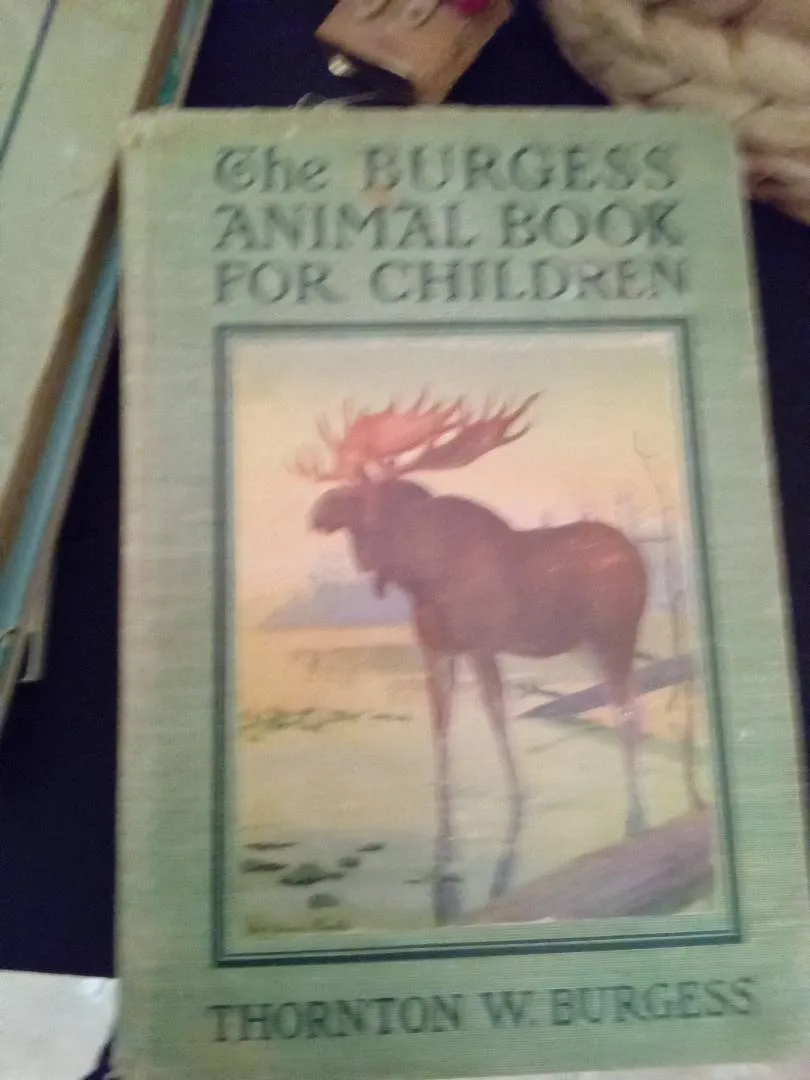 The BURGESS
ANIMAL BOOK
FOR CHILDREN
THORNTON W. BURGESS